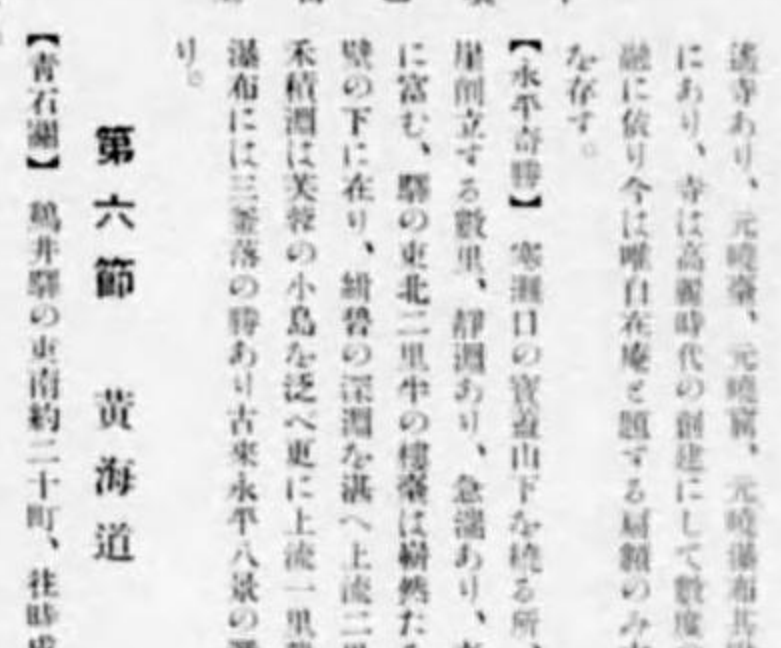 遙寺あり、元曉臺、元曉窟、元曉瀑布其
にあり、寺は高麗時代の創建にして數度
融に依り今は唯自在庵と題する扁額のみ
を存す。
【永平奇勝】 寒灘口の寶蓋山下を繞る所、
崖削立する數里、靜淵あり、急湍あり、
に富む、驛の東北二里半の樓臺は巍然た
壁の下に在り、紺碧の深淵を湛へ上流二里
禾積淵は芙蓉の小島を泛べ更に上流一里
瀑布には三釜落の勝あり古來永平八景の
り。
第六節 黃海道
【靑石關】 鷄井驛の東南約二十町、往時